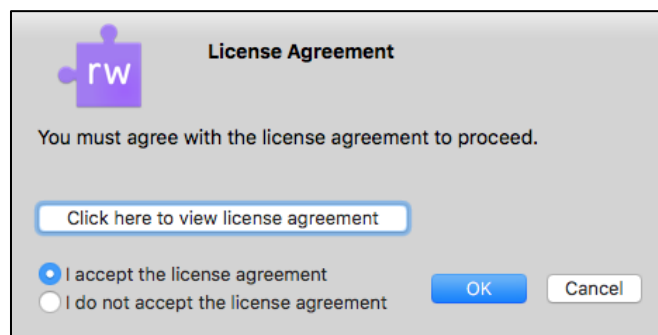 rw
License Agreement
You must agree with the license agreement to proceed.
Click here to view license agreement
I accept the license agreement
I do not accept the license agreement
OK
Cancel